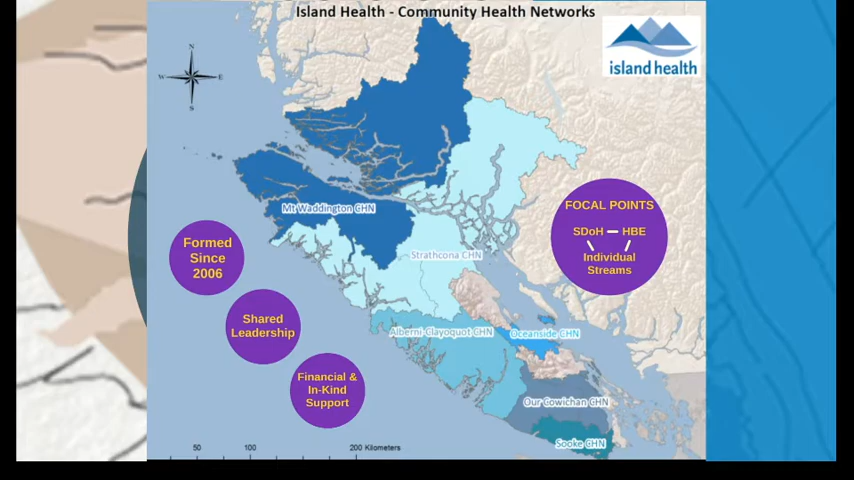 Island Health - Community Health Networks
island health
N
W
E
S
FOCAL POINTS
SDoH
HBE
Individual
Streams
Mt Waddington CHN
Formed
Since
2006
Strathcona CHN
Shared
Leadership
Alberni-Clayoquot CHN
Oceanside CHN
Financial &
In-Kind
Support
Our Cowichan CHN
Sooke CHN
50 100 200 Kilometers